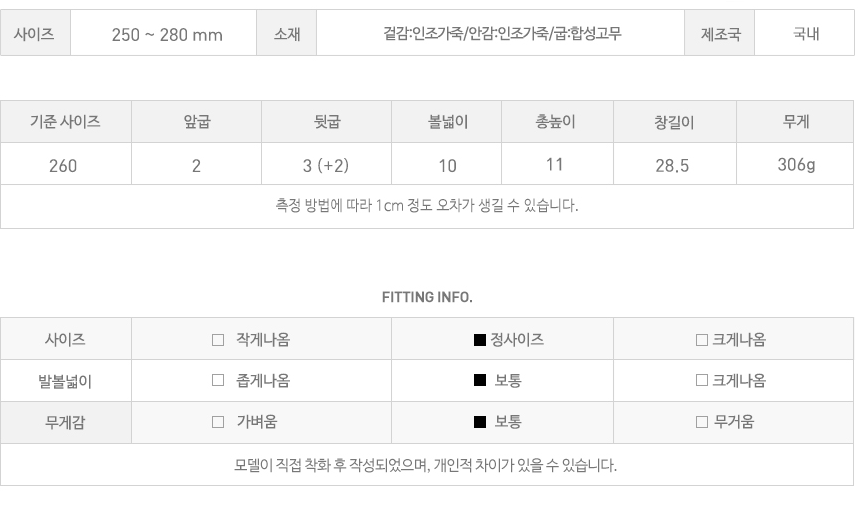 사이즈 250 ~ 280 mm 소재 겉감:인조가죽/안감:인조가죽/굽:합성고무 제조국 국내
기준 사이즈 앞굽 뒷굽 볼넓이 총높이 창길이 무게
260 2 3 (+2) 10 11 28.5 306g
측정 방법에 따라 1cm 정도 오차가 생길 수 있습니다.
FITTING INFO.
사이즈 □ 작게나옴 ■ 정사이즈 □ 크게나옴
발볼넓이 □ 좁게나옴 ■ 보통 □ 크게나옴
무게감 □ 가벼움 ■ 보통 □ 무거움
모델이 직접 착화 후 작성되었으며, 개인적 차이가 있을 수 있습니다.